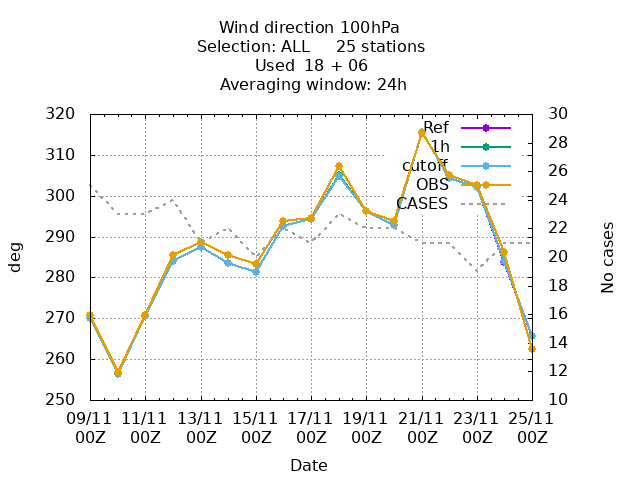 Wind direction 100hPa
Selection: ALL 25 stations
Used 18 + 06
Averaging window: 24h
320
310
300
290
280
270
260
250
deg
30
28
26
24
22
20
18
16
14
12
10
No cases
Ref
1h
cutoff
OBS
CASES
09/11 11/11 13/11 15/11 17/11 19/11 21/11 23/11 25/11
00Z 00Z 00Z 00Z 00Z 00Z 00Z 00Z 00Z
Date